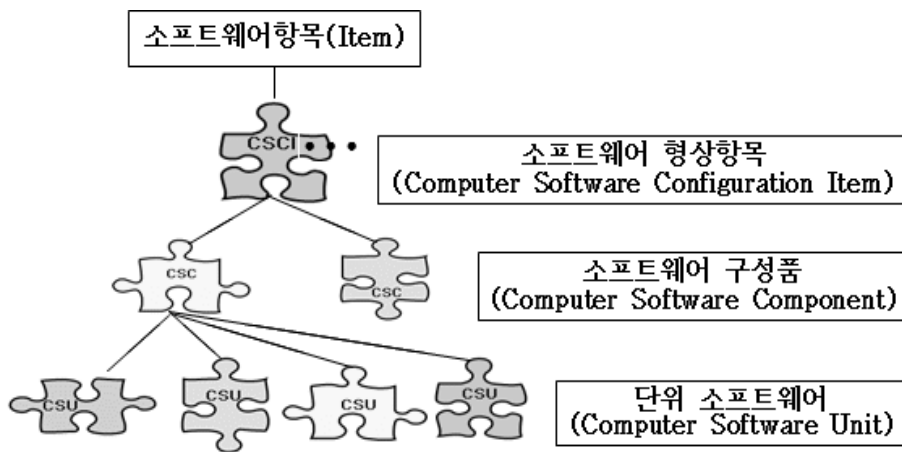 소프트웨어항목(Item)
CSCI • • •
소프트웨어 형상항목
(Computer Software Configuration Item)
CSC
CSC
소프트웨어 구성품
(Computer Software Component)
CSU
CSU
CSU
CSU
단위 소프트웨어
(Computer Software Unit)